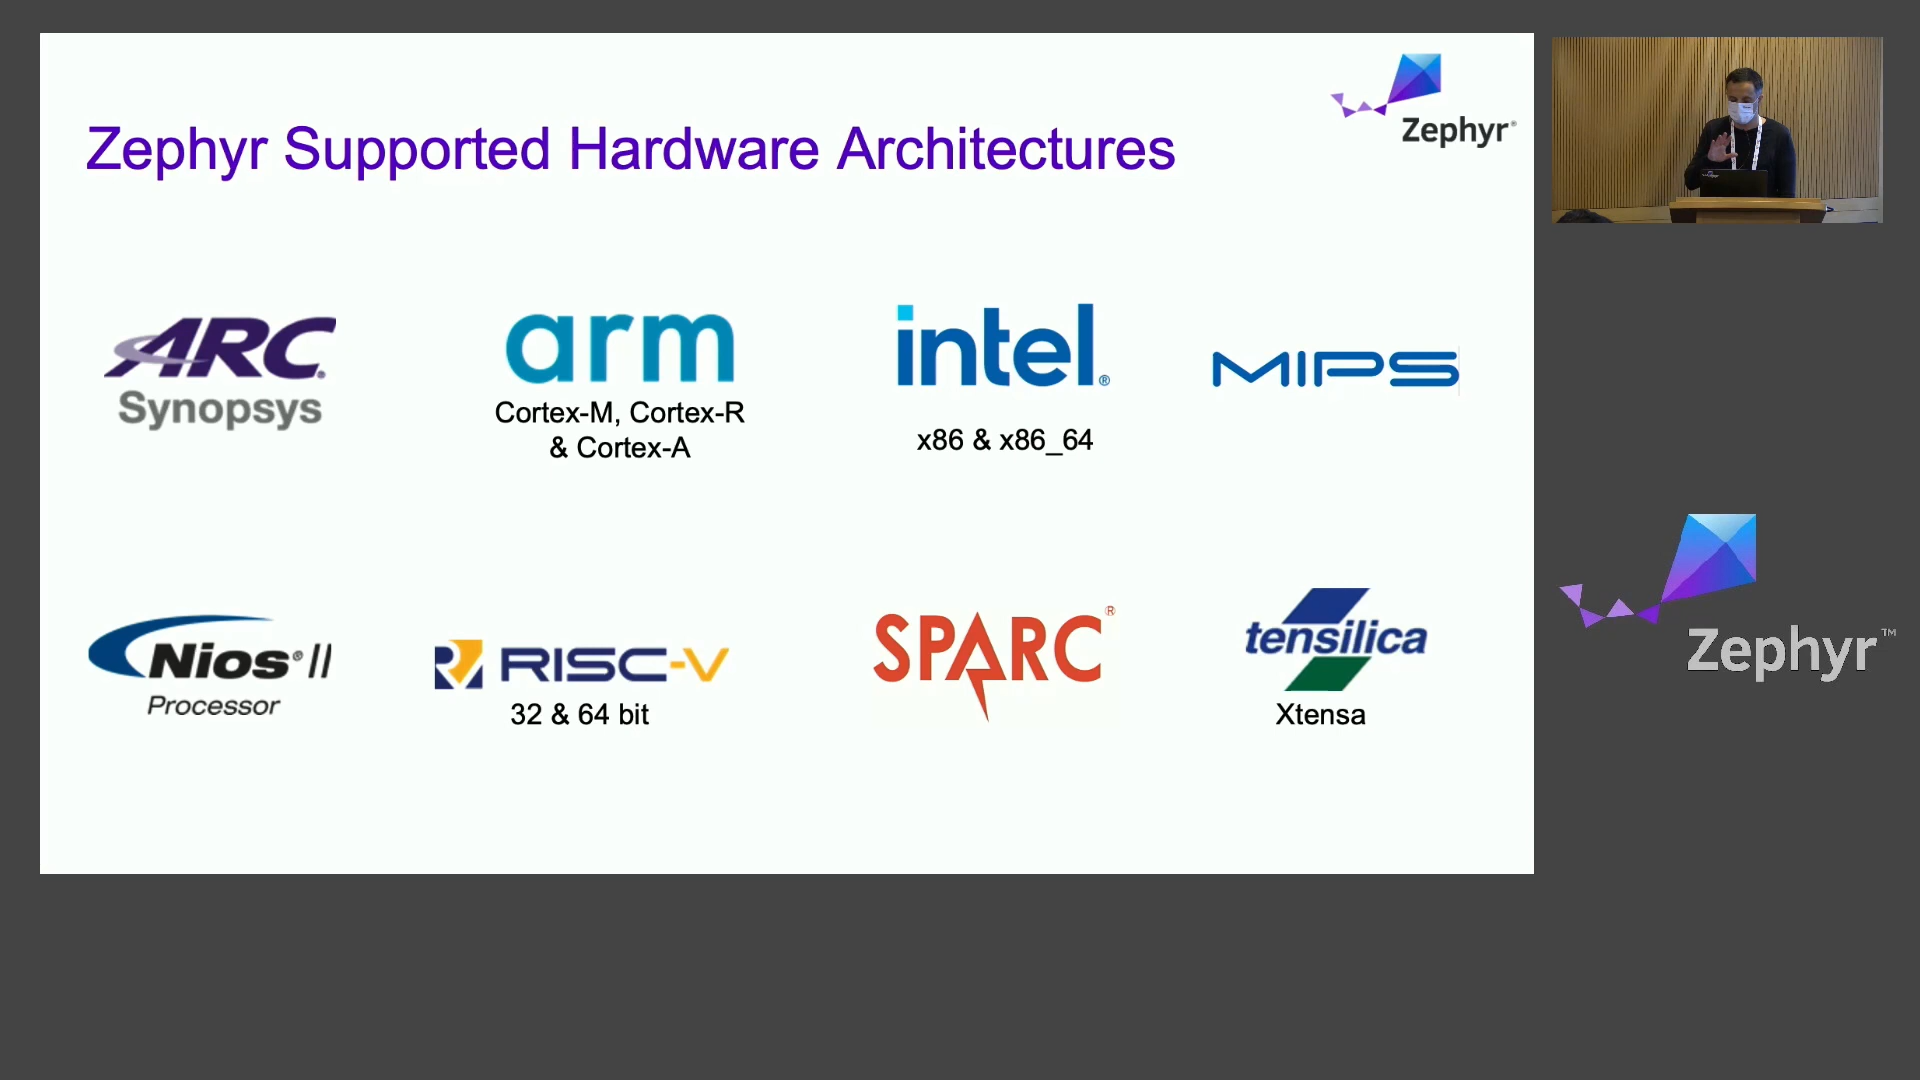 Zephyr Supported Hardware Architectures
Zephyr®
ARC®
Synopsys
arm
Cortex-M, Cortex-R
& Cortex-A
intel®
x86 & x86_64
MIPS
Nios® II
Processor
RISC-V
32 & 64 bit
SPARC®
tensilica
Xtensa
Zephyr™